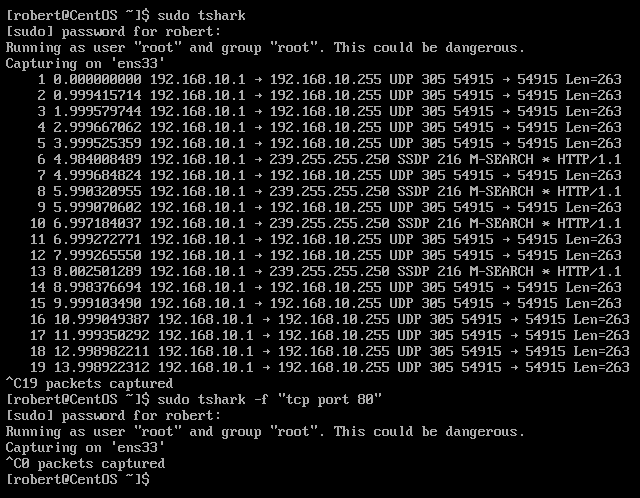 [robert@CentOS ~]$ sudo tshark
[sudo] password for robert:
Running as user "root" and group "root". This could be dangerous.
Capturing on 'ens33'
1 0.000000000 192.168.10.1 → 192.168.10.255 UDP 305 54915 → 54915 Len=263
2 0.999415714 192.168.10.1 → 192.168.10.255 UDP 305 54915 → 54915 Len=263
3 1.999579744 192.168.10.1 → 192.168.10.255 UDP 305 54915 → 54915 Len=263
4 2.999667062 192.168.10.1 → 192.168.10.255 UDP 305 54915 → 54915 Len=263
5 3.999525359 192.168.10.1 → 192.168.10.255 UDP 305 54915 → 54915 Len=263
6 4.984008489 192.168.10.1 → 239.255.255.250 SSDP 216 M-SEARCH * HTTP/1.1
7 4.999684824 192.168.10.1 → 192.168.10.255 UDP 305 54915 → 54915 Len=263
8 5.990320955 192.168.10.1 → 239.255.255.250 SSDP 216 M-SEARCH * HTTP/1.1
9 5.999070602 192.168.10.1 → 192.168.10.255 UDP 305 54915 → 54915 Len=263
10 6.997184037 192.168.10.1 → 239.255.255.250 SSDP 216 M-SEARCH * HTTP/1.1
11 6.999272771 192.168.10.1 → 192.168.10.255 UDP 305 54915 → 54915 Len=263
12 7.999265550 192.168.10.1 → 192.168.10.255 UDP 305 54915 → 54915 Len=263
13 8.002501289 192.168.10.1 → 239.255.255.250 SSDP 216 M-SEARCH * HTTP/1.1
14 8.998376694 192.168.10.1 → 192.168.10.255 UDP 305 54915 → 54915 Len=263
15 9.999103490 192.168.10.1 → 192.168.10.255 UDP 305 54915 → 54915 Len=263
16 10.999049387 192.168.10.1 → 192.168.10.255 UDP 305 54915 → 54915 Len=263
17 11.999350292 192.168.10.1 → 192.168.10.255 UDP 305 54915 → 54915 Len=263
18 12.998982211 192.168.10.1 → 192.168.10.255 UDP 305 54915 → 54915 Len=263
19 13.998922312 192.168.10.1 → 192.168.10.255 UDP 305 54915 → 54915 Len=263
^C19 packets captured
[robert@CentOS ~]$ sudo tshark -f "tcp port 80"
[sudo] password for robert:
Running as user "root" and group "root". This could be dangerous.
Capturing on 'ens33'
^C0 packets captured
[robert@CentOS ~]$